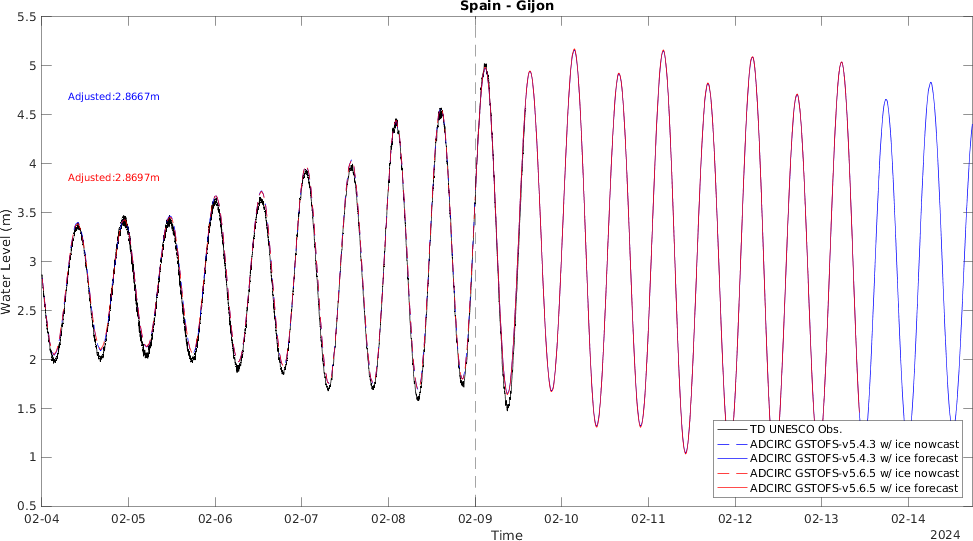 Spain - Gijon
5.5
5
4.5
4
3.5
3
2.5
2
1.5
1
0.5
Water Level (m)
Adjusted:2.8667m
Adjusted:2.8697m
TD UNESCO Obs.
ADCIRC GSTOFS-v5.4.3 w/ ice nowcast
ADCIRC GSTOFS-v5.4.3 w/ ice forecast
ADCIRC GSTOFS-v5.6.5 w/ ice nowcast
ADCIRC GSTOFS-v5.6.5 w/ ice forecast
02-04 02-05 02-06 02-07 02-08 02-09 02-10 02-11 02-12 02-13 02-14
Time
2024